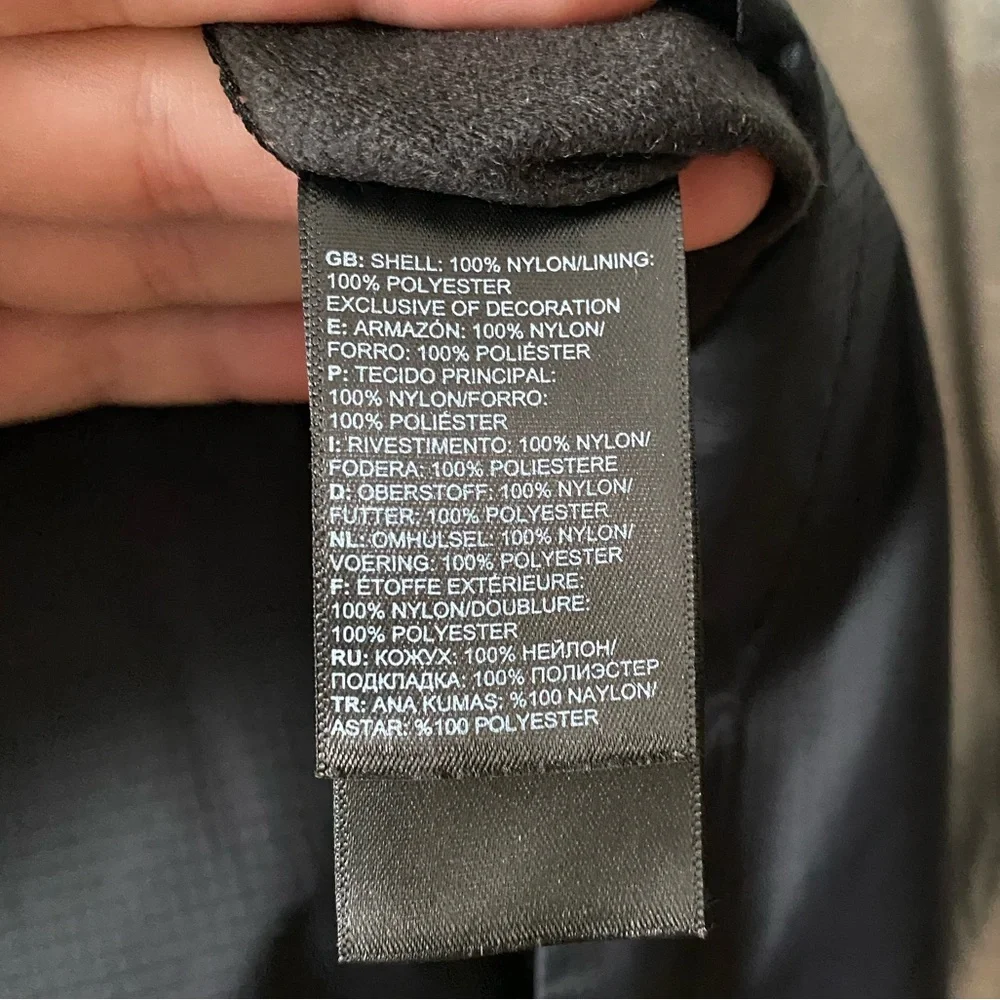 GB: SHELL: 100% NYLON/LINING:
100% POLYESTER
EXCLUSIVE OF DECORATION
E: ARMAZÓN: 100% NYLON/
FORRO: 100% POLIÉSTER
P: TECIDO PRINCIPAL:
100% NYLON/FORRO:
100% POLIÉSTER
I: RIVESTIMENTO: 100% NYLON/
FODERA: 100% POLIESTERE
D: OBERSTOFF: 100% NYLON/
FUTTER: 100% POLYESTER
NL: OMHULSEL: 100% NYLON/
VOERING: 100% POLYESTER
F: ÉTOFFE EXTÉRIEURE:
100% NYLON/DOUBLURE:
100% POLYESTER
RU: КОЖУХ: 100% НЕЙЛОН/
ПОДКЛАДКА: 100% ПОЛИЭСТЕР
TR: ANA KUMAŞ: %100 NAYLON/
ASTAR: %100 POLYESTER